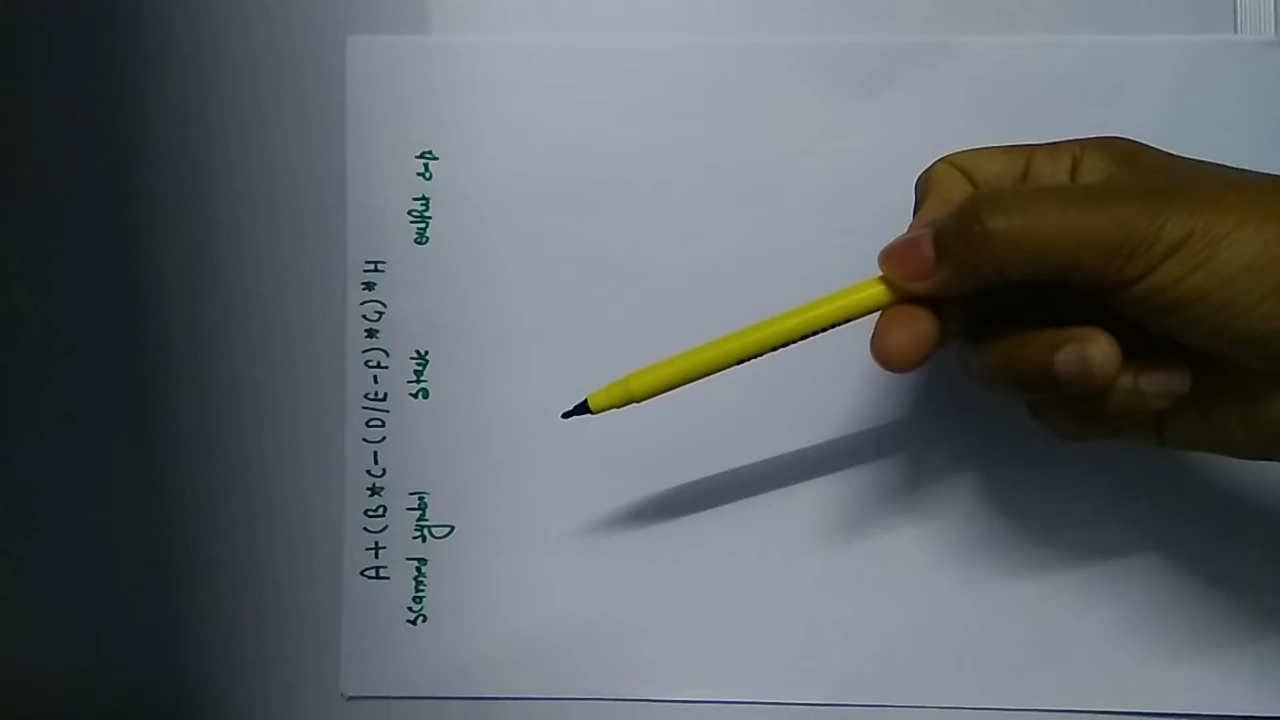 A+(B*C-(D/E-F)*G)*H
Scanned symbol Stack output exp